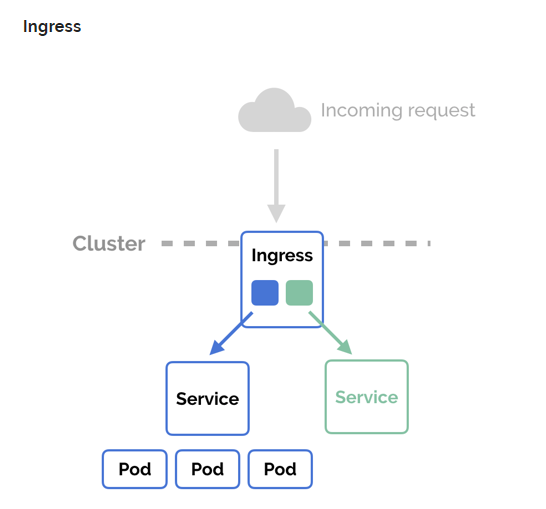 Ingress
Incoming request
Cluster
Ingress
Service
Service
Pod
Pod
Pod